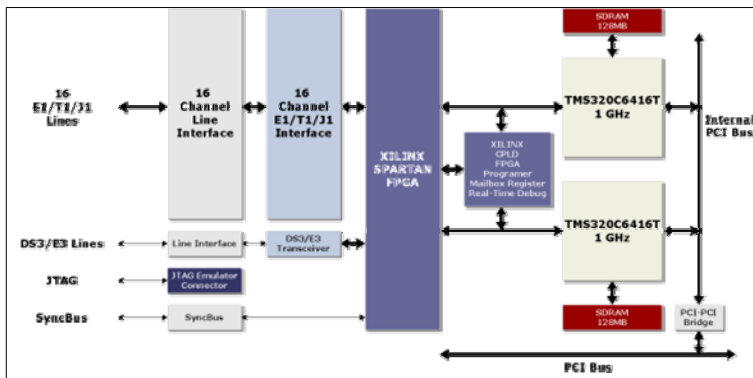 SDRAM
128MB
16
E1/T1/J1
Lines
16
Channel
Line
Interface
16
Channel
E1/T1/J1
Interface
XILINX
SPARTAN
FPGA
TMS320C6416T
1 GHz
Internal
PCI Bus
XILINX
CPLD
FPGA
Programer
Mailbox Register
Real-Time Debug
TMS320C6416T
1 GHz
DS3/E3 Lines
Line Interface
DS3/E3
Transceiver
JTAG
JTAG Emulator
Connector
SyncBus
SyncBus
SDRAM
128MB
PCI-PCI
Bridge
PCI Bus